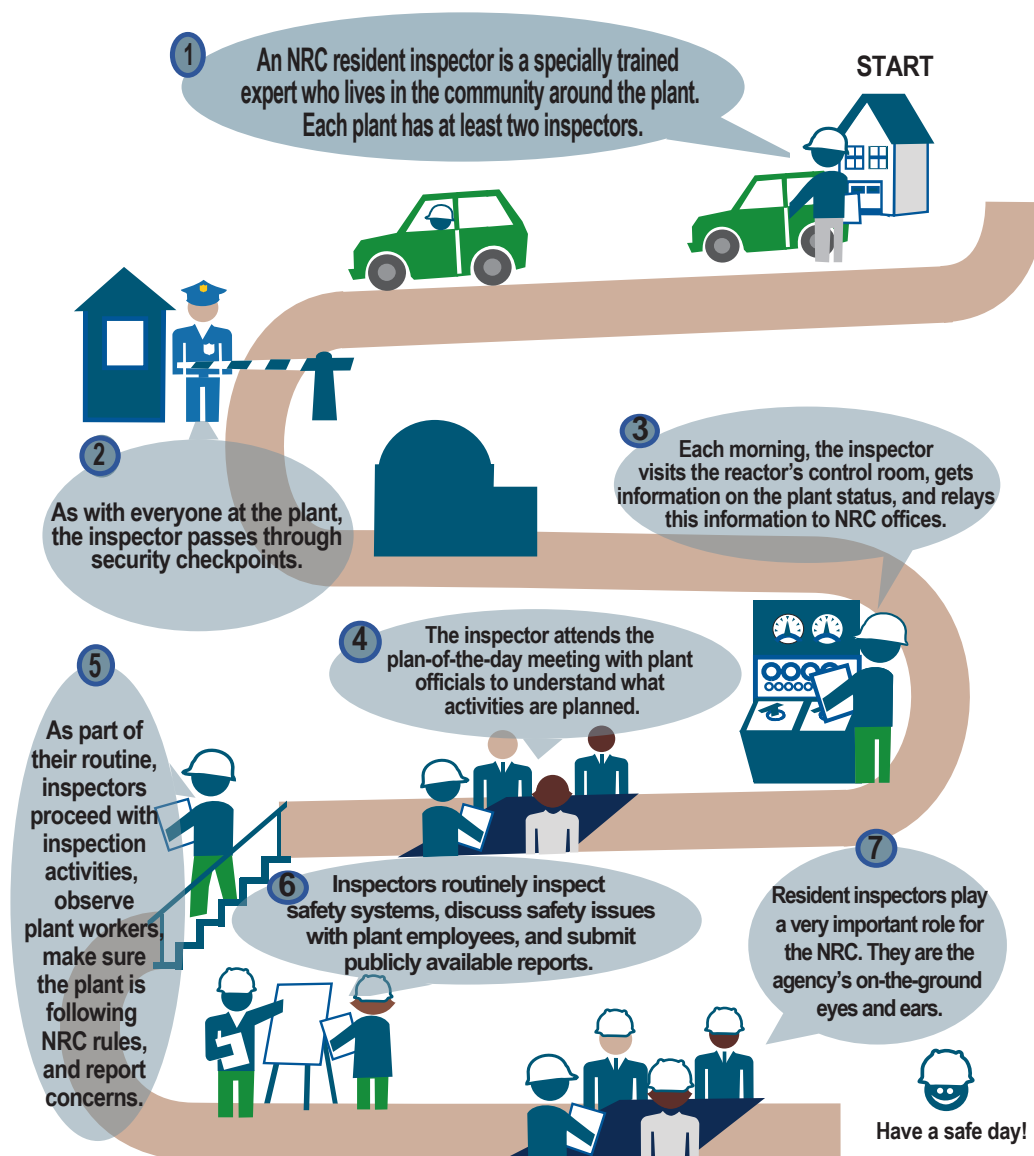 1
An NRC resident inspector is a specially trained
expert who lives in the community around the plant.
Each plant has at least two inspectors.
START
2
As with everyone at the plant,
the inspector passes through
security checkpoints.
3
Each morning, the inspector
visits the reactor's control room, gets
information on the plant status, and relays
this information to NRC offices.
4
The inspector attends the
plan-of-the-day meeting with plant
officials to understand what
activities are planned.
5
As part of
their routine,
inspectors
proceed with
inspection
activities,
observe
plant workers,
make sure
the plant is
following
NRC rules,
and report
concerns.
6
Inspectors routinely inspect
safety systems, discuss safety issues
with plant employees, and submit
publicly available reports.
7
Resident inspectors play
a very important role for
the NRC. They are the
agency's on-the-ground
eyes and ears.
Have a safe day!